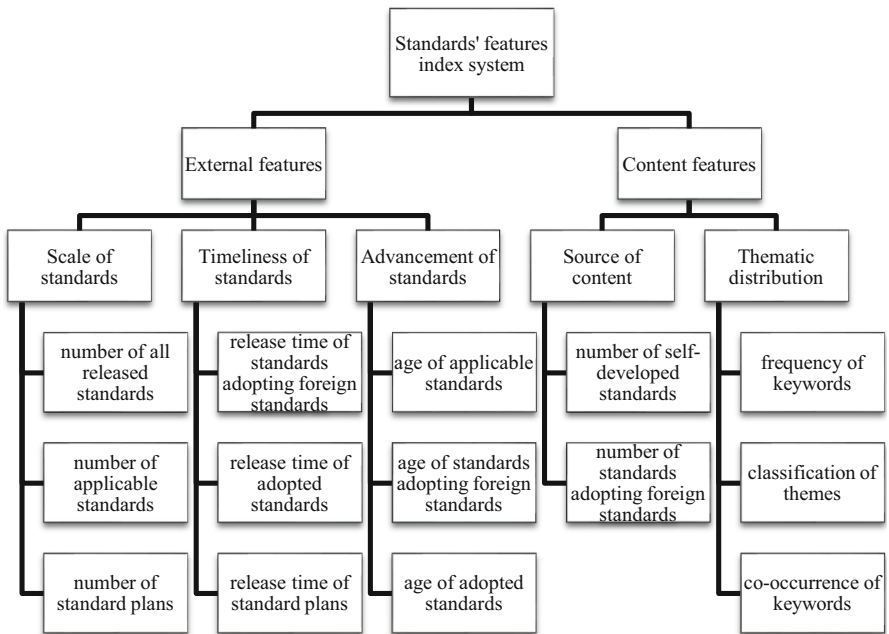 Standards' features
index system
External features
Content features
Scale of
standards
Timeliness of
standards
Advancement of
standards
Source of
content
Thematic
distribution
number of all
released
standards
release time of
standards
adopting foreign
standards
age of applicable
standards
number of self-
developed
standards
frequency of
keywords
number of
applicable
standards
release time of
adopted
standards
age of standards
adopting foreign
standards
number of
standards
adopting foreign
standards
classification of
themes
number of
standard plans
release time of
standard plans
age of adopted
standards
co-occurrence of
keywords